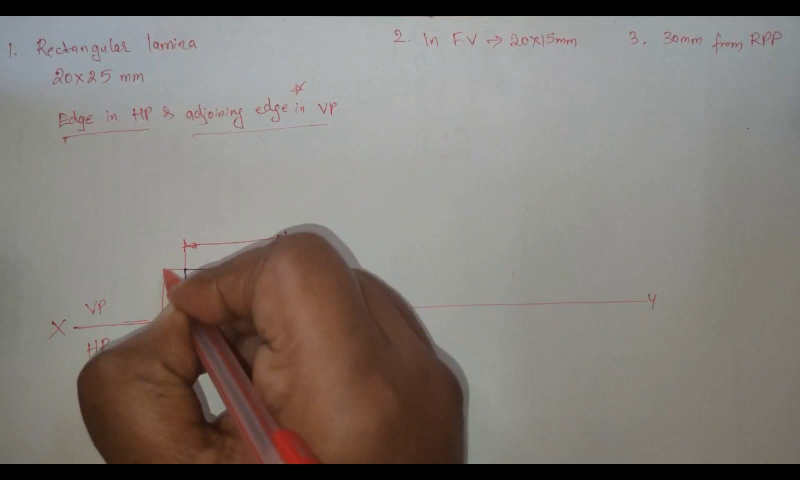 1. Rectangular lamina
20x25 mm
Edge in HP & adjoining edge in VP
2. In F.V → 20x15mm
3. 30mm from RPP
VP
X
Y
HP